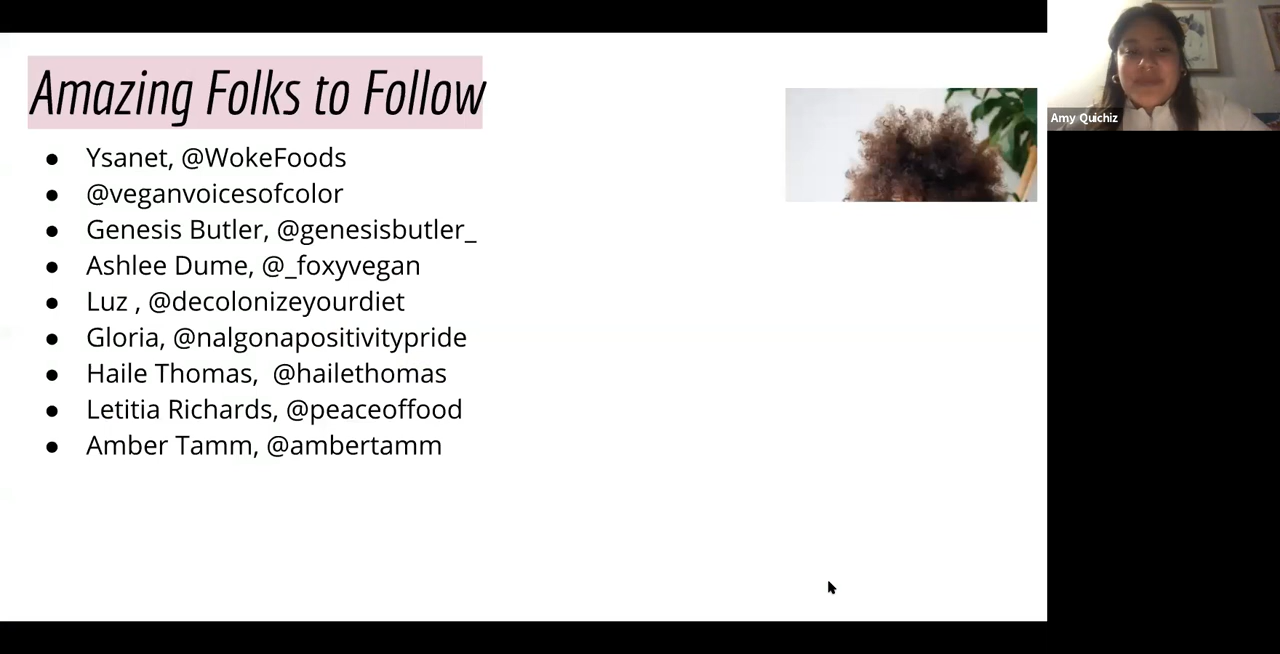 Amazing Folks to Follow
● Ysanet, @WokeFoods
● @veganvoicesofcolor
● Genesis Butler, @genesisbutler_
● Ashlee Dume, @_foxyvegan
● Luz , @decolonizeyourdiet
● Gloria, @nalgonapositivitypride
● Haile Thomas,  @hailethomas
● Letitia Richards, @peaceoffood
● Amber Tamm, @ambertamm
Amy Quichiz